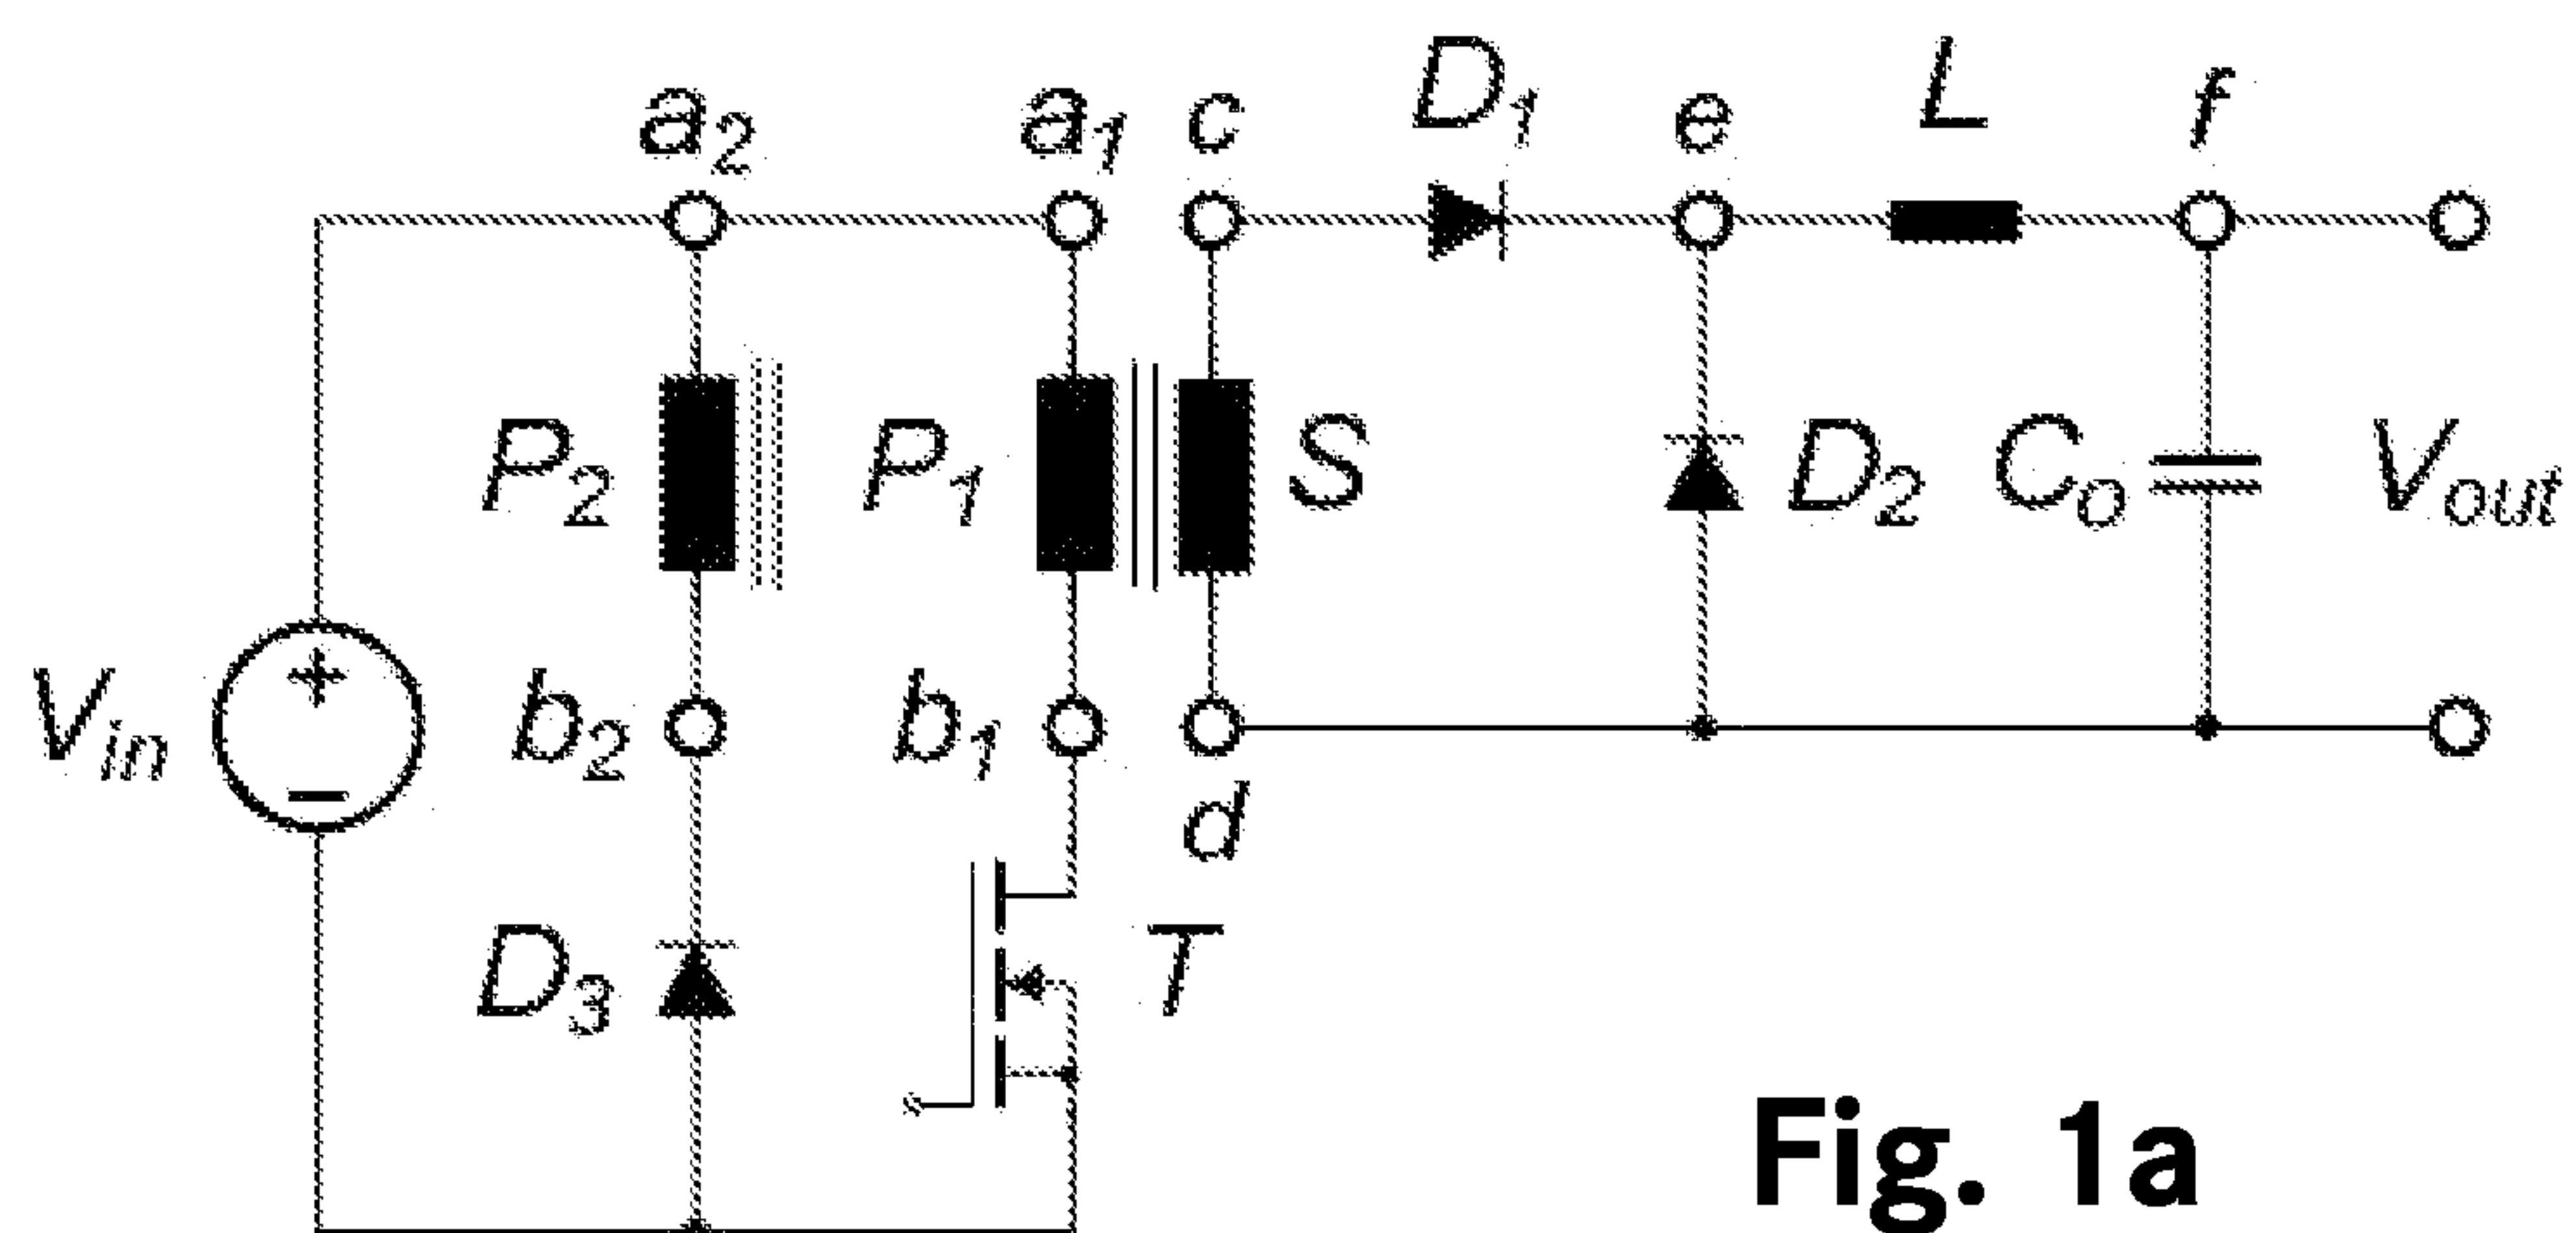 a2 a1 c D1 e L f
P2 P1 S D2 Co Vout
Vin + − b2 b1 d
D3 T
Fig. 1a